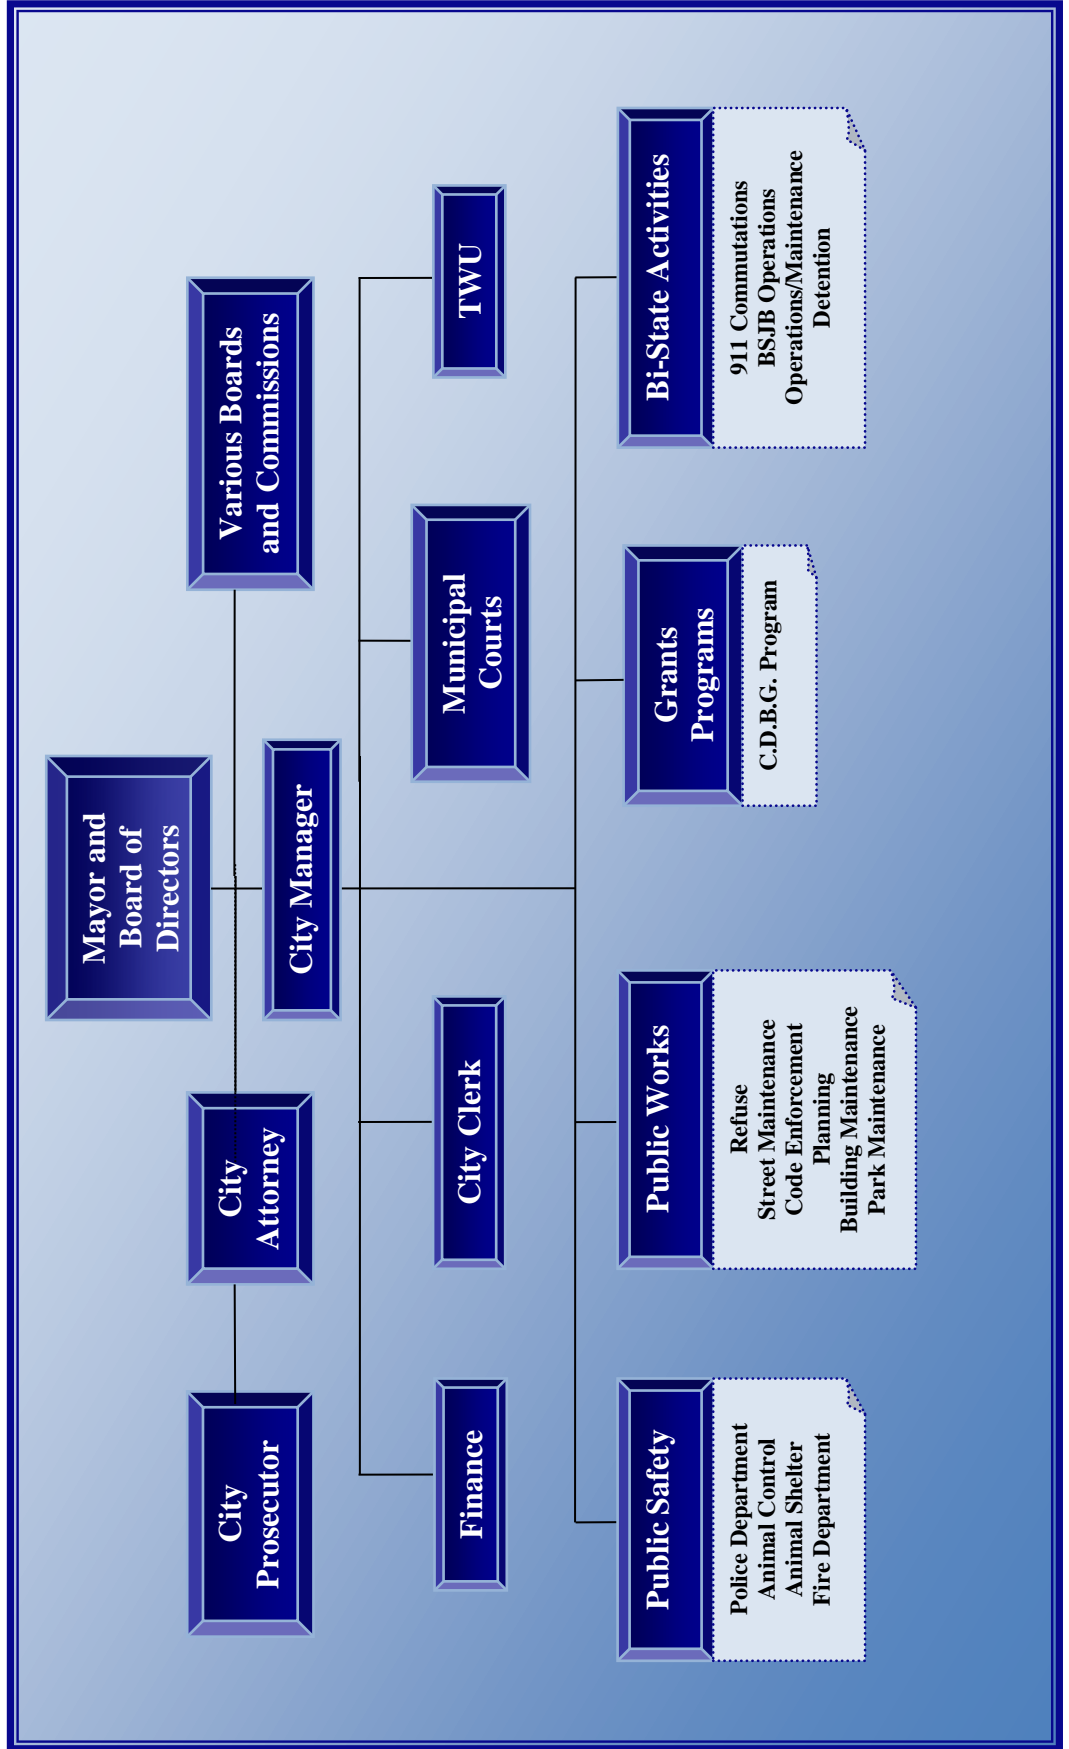 Mayor and
Board of
Directors
City
Prosecutor
City
Attorney
Various Boards
and Commissions
City Manager
Finance
City Clerk
Municipal
Courts
TWU
Public Safety
Police Department
Animal Control
Animal Shelter
Fire Department
Public Works
Refuse
Street Maintenance
Code Enforcement
Planning
Building Maintenance
Park Maintenance
Grants
Programs
C.D.B.G. Program
Bi-State Activities
911 Commutations
BSJB Operations
Operations/Maintenance
Detention